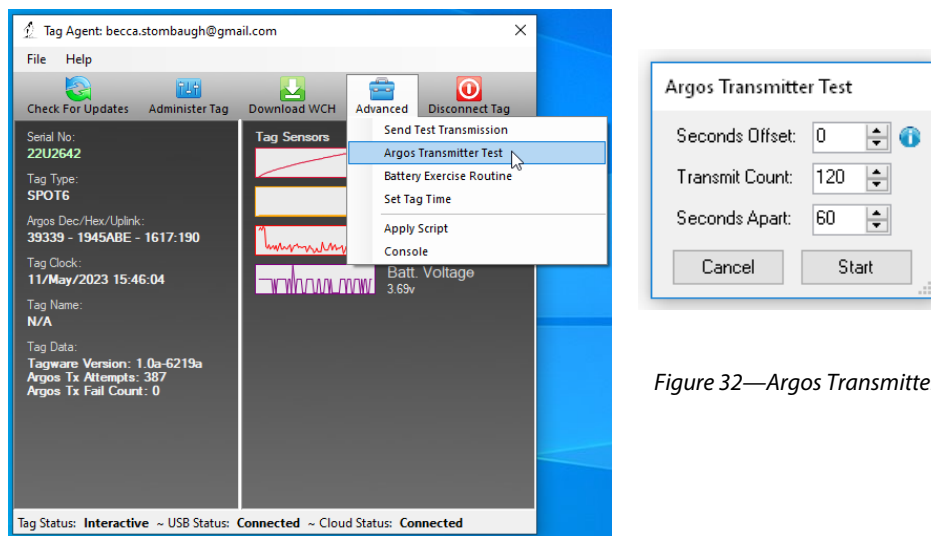 Tag Agent: becca.stombaugh@gmail.com
File Help
Check For Updates Administer Tag Download WCH Advanced Disconnect Tag
Serial No:
22U2642
Tag Type:
SPOT6
Argos Dec/Hex/Uplink:
39339 - 1945ABE - 1617:190
Tag Clock:
11/May/2023 15:46:04
Tag Name:
N/A
Tag Data:
Tagware Version: 1.0a-6219a
Argos Tx Attempts: 387
Argos Tx Fail Count: 0
Tag Sensors
Send Test Transmission
Argos Transmitter Test
Battery Exercise Routine
Set Tag Time
Apply Script
Console
Batt. Voltage
3.69v
Tag Status: Interactive ~ USB Status: Connected ~ Cloud Status: Connected
Argos Transmitter Test
Seconds Offset: 0
Transmit Count: 120
Seconds Apart: 60
Cancel Start
Figure 32—Argos Transmitte